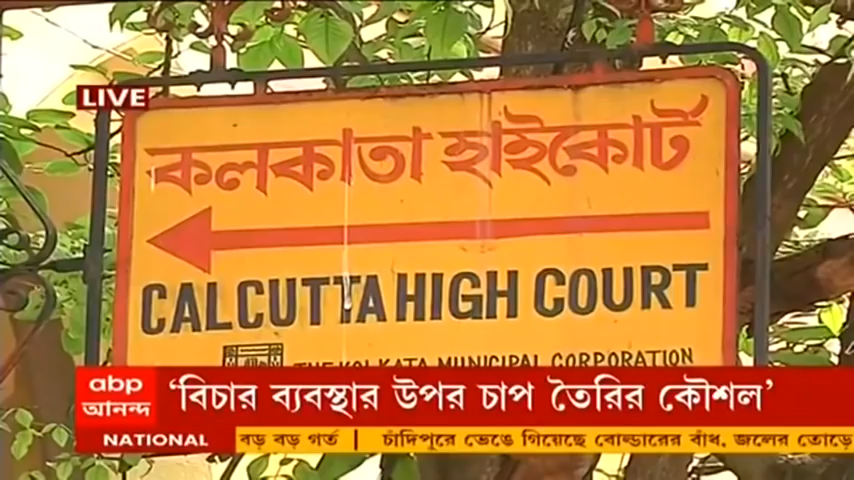 LIVE
কলকাতা হাইকোর্ট
CALCUTTA HIGH COURT
THE KOLKATA MUNICIPAL CORPORATION
abp
আনন্দ
'বিচার ব্যবস্থার উপর চাপ তৈরির কৌশল'
NATIONAL
বড় বড় গর্ত | চাঁদিপুরে ভেঙে গিয়েছে বোল্ডারের বাঁধ, জলের তোড়ে